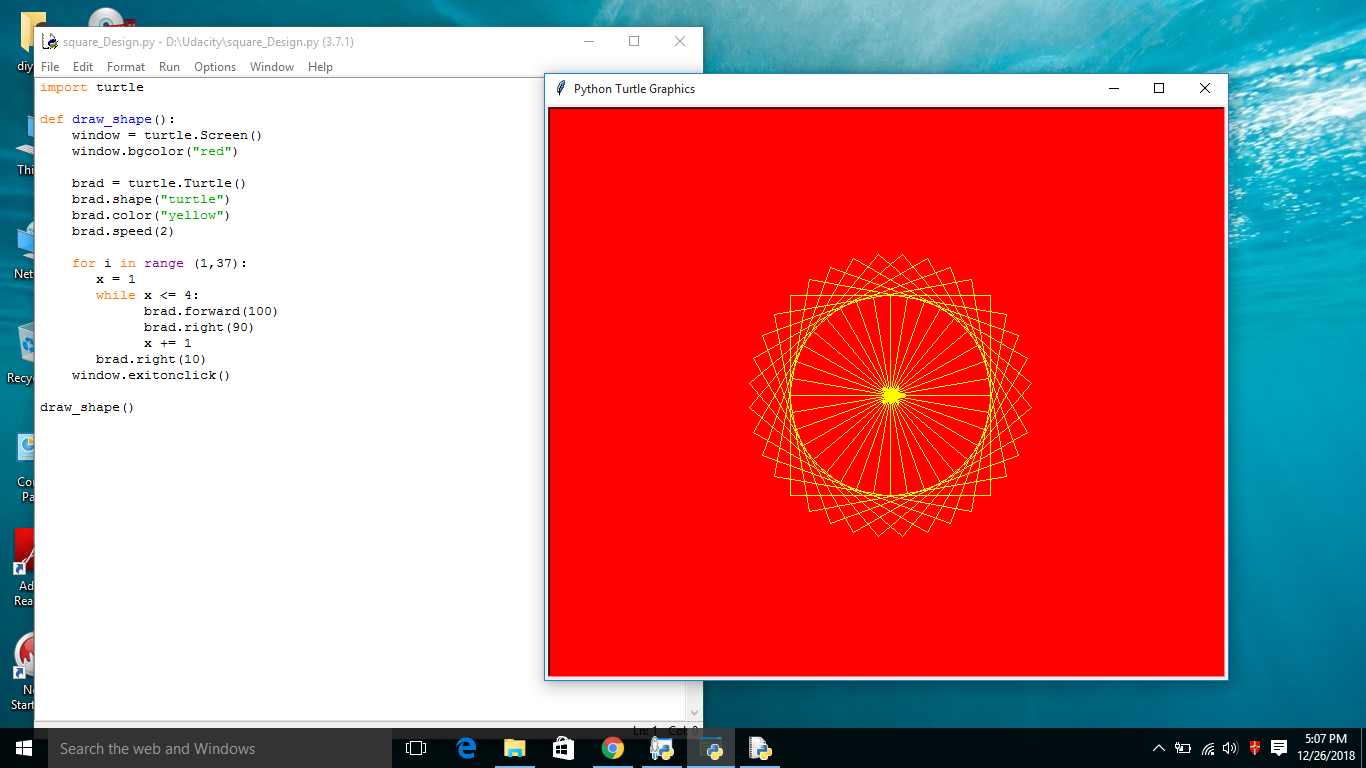 square_Design.py - D:\Udacity\square_Design.py (3.7.1)
File Edit Format Run Options Window Help
import turtle
def draw_shape():
    window = turtle.Screen()
    window.bgcolor("red")
    brad = turtle.Turtle()
    brad.shape("turtle")
    brad.color("yellow")
    brad.speed(2)
    for i in range (1,37):
       x = 1
       while x <= 4:
             brad.forward(100)
             brad.right(90)
             x += 1
       brad.right(10)
    window.exitonclick()
draw_shape()
Ln: 1 Col: 0
Python Turtle Graphics
diy
Thi
Net
Recyc
Co
Pa
Ad
Rea
N
Start
Search the web and Windows
5:07 PM
12/26/2018